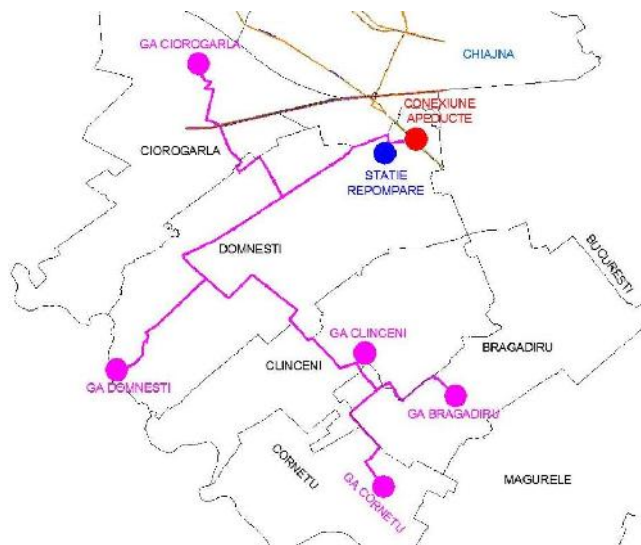 GA CIOROGARLA
CHIAJNA
CONEXIUNE
APEDUCTE
CIOROGARLA
STATIE
REPOMPARE
DOMNESTI
BUCURESTI
GA CLINCENI
BRAGADIRU
CLINCENI
GA DOMNESTI
GA BRAGADIRU
CORNETU
GA CORNETU
MAGURELE